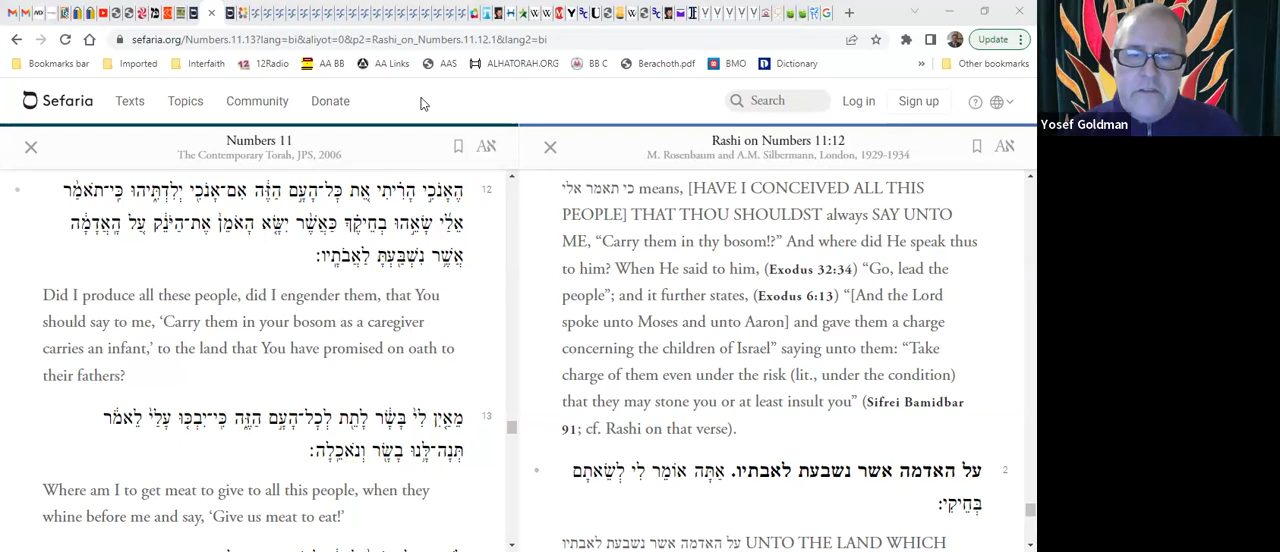 sefaria.org/Numbers.11.13?lang=bi&aliyot=0&p2=Rashi_on_Numbers.11.12.1&lang2=bi
Update
Bookmarks bar
Imported
Interfaith
12Radio
AA BB
AA Links
AAS
ALHATORAH.ORG
BB C
Berachoth.pdf
BMO
Dictionary
»
Other bookmarks
Sefaria
Texts
Topics
Community
Donate
Search
Log in
Sign up
Yosef Goldman
Numbers 11
The Contemporary Torah, JPS, 2006
אA
12
הֶאָנֹכִ֣י הָרִ֗יתִי אֵ֚ת כׇּל־הָעָ֣ם הַזֶּ֔ה אִם־אָנֹכִ֖י יְלִדְתִּ֑יהוּ כִּֽי־תֹאמַ֨ר
אֵלַ֜י שָׂאֵ֣הוּ בְחֵיקֶ֗ךָ כַּאֲשֶׁ֨ר יִשָּׂ֤א הָאֹמֵן֙ אֶת־הַיֹּנֵ֔ק עַ֚ל הָֽאֲדָמָ֔ה
אֲשֶׁ֥ר נִשְׁבַּ֖עְתָּ לַאֲבֹתָֽיו׃
Did I produce all these people, did I engender them, that You
should say to me, ‘Carry them in your bosom as a caregiver
carries an infant,’ to the land that You have promised on oath to
their fathers?
13
מֵאַ֤יִן לִי֙ בָּשָׂ֔ר לָתֵ֖ת לְכׇל־הָעָ֣ם הַזֶּ֑ה כִּֽי־יִבְכּ֤וּ עָלַי֙ לֵאמֹ֔ר
תְּנָה־לָּ֥נוּ בָשָׂ֖ר וְנֹאכֵֽלָה׃
Where am I to get meat to give to all this people, when they
whine before me and say, ‘Give us meat to eat!’
Rashi on Numbers 11:12
M. Rosenbaum and A.M. Silbermann, London, 1929-1934
אA
כי תאמר אלי means, [HAVE I CONCEIVED ALL THIS
PEOPLE] THAT THOU SHOULDST always SAY UNTO
ME, “Carry them in thy bosom!?” And where did He speak thus
to him? When He said to him, (Exodus 32:34) “Go, lead the
people”; and it further states, (Exodus 6:13) “[And the Lord
spoke unto Moses and unto Aaron] and gave them a charge
concerning the children of Israel” saying unto them: “Take
charge of them even under the risk (lit., under the condition)
that they may stone you or at least insult you” (Sifrei Bamidbar
91; cf. Rashi on that verse).
2
על האדמה אשר נשבעת לאבתיו. אַתָּה אוֹמֵר לִי לְשֵׂאתָם
בְּחֵיקִי:
על האדמה אשר נשבעת לאבתיו UNTO THE LAND WHICH